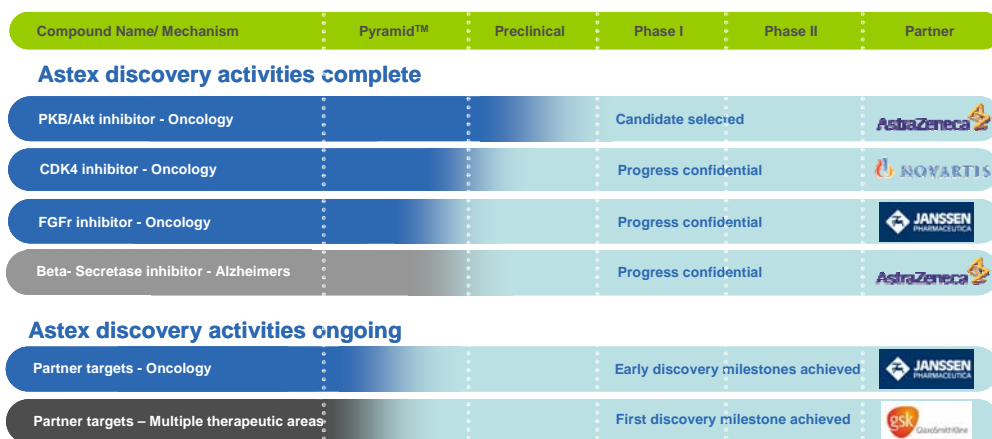 Compound Name/ Mechanism Pyramid™ Preclinical Phase I Phase II Partner
Astex discovery activities complete
PKB/Akt inhibitor - Oncology Candidate selected AstraZeneca
CDK4 inhibitor - Oncology Progress confidential NOVARTIS
FGFr inhibitor - Oncology Progress confidential JANSSEN PHARMACEUTICA
Beta- Secretase inhibitor - Alzheimers Progress confidential AstraZeneca
Astex discovery activities ongoing
Partner targets - Oncology Early discovery milestones achieved JANSSEN PHARMACEUTICA
Partner targets – Multiple therapeutic areas First discovery milestone achieved gsk GlaxoSmithKline